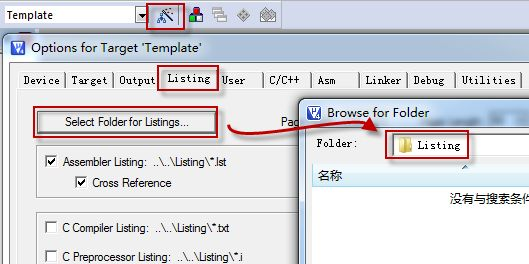 Template
Options for Target 'Template'
Device Target Output Listing User C/C++ Asm Linker Debug Utilities
Select Folder for Listings...
Browse for Folder
Folder: Listing
Assembler Listing: ..\..\Listing\*.lst
Cross Reference
名称
没有与搜索条件
C Compiler Listing: ..\..\Listing\*.txt
C Preprocessor Listing: ..\..\Listing\*.i